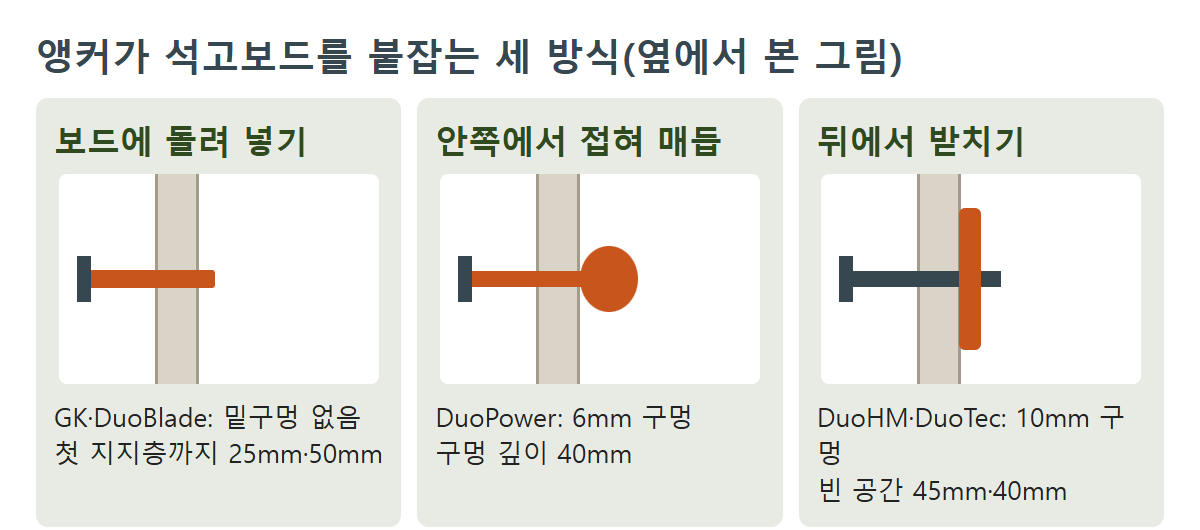 앵커가 석고보드를 붙잡는 세 방식(옆에서 본 그림)
보드에 돌려 넣기
GK·DuoBlade: 밑구멍 없음
첫 지지층까지 25mm·50mm
안쪽에서 접혀 매듭
DuoPower: 6mm 구멍
구멍 깊이 40mm
뒤에서 받치기
DuoHM·DuoTec: 10mm 구
멍
빈 공간 45mm·40mm